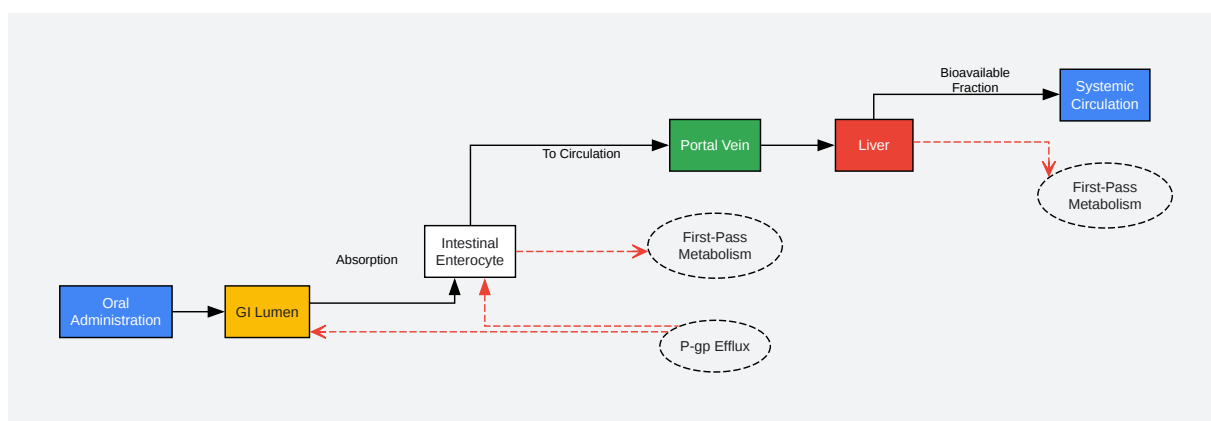 Oral
Administration
GI Lumen
Absorption
Intestinal
Enterocyte
To Circulation
Portal Vein
Liver
Bioavailable
Fraction
Systemic
Circulation
First-Pass
Metabolism
First-Pass
Metabolism
P-gp Efflux